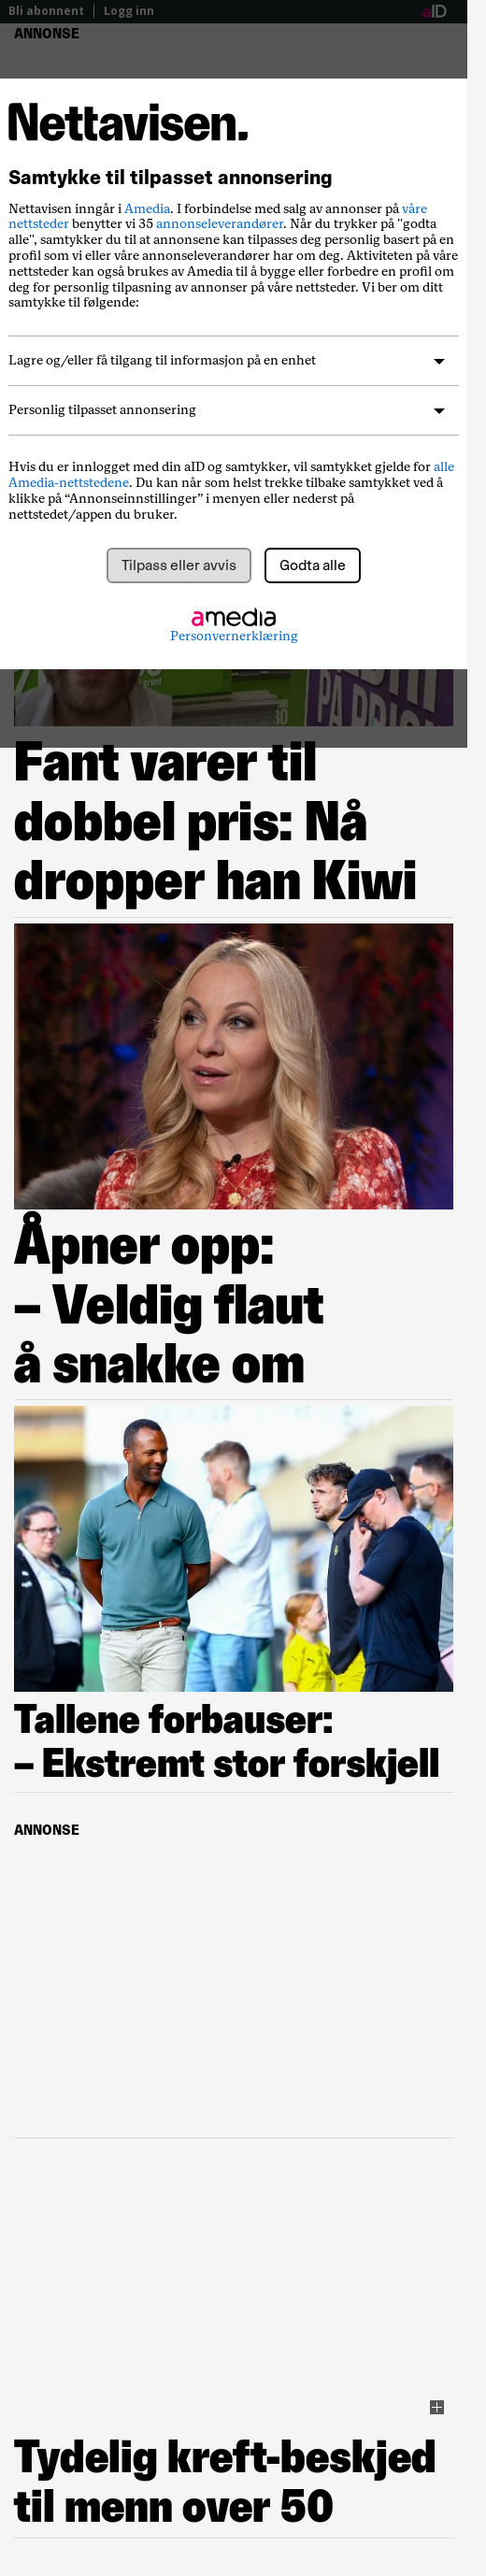 Bli abonnent | Logg inn
aID
ANNONSE
Nettavisen.
Samtykke til tilpasset annonsering
Nettavisen inngår i Amedia. I forbindelse med salg av annonser på våre
nettsteder benytter vi 35 annonseleverandører. Når du trykker på "godta
alle", samtykker du til at annonsene kan tilpasses deg personlig basert på en
profil som vi eller våre annonseleverandører har om deg. Aktiviteten på våre
nettsteder kan også brukes av Amedia til å bygge eller forbedre en profil om
deg for personlig tilpasning av annonser på våre nettsteder. Vi ber om ditt
samtykke til følgende:
Lagre og/eller få tilgang til informasjon på en enhet
Personlig tilpasset annonsering
Hvis du er innlogget med din aID og samtykker, vil samtykket gjelde for alle
Amedia-nettstedene. Du kan når som helst trekke tilbake samtykket ved å
klikke på “Annonseinnstillinger” i menyen eller nederst på
nettstedet/appen du bruker.
Tilpass eller avvis
Godta alle
amedia
Personvernerklæring
Fant varer til
dobbel pris: Nå
dropper han Kiwi
Åpner opp:
– Veldig flaut
å snakke om
Tallene forbauser:
– Ekstremt stor forskjell
ANNONSE
Tydelig kreft-beskjed
til menn over 50